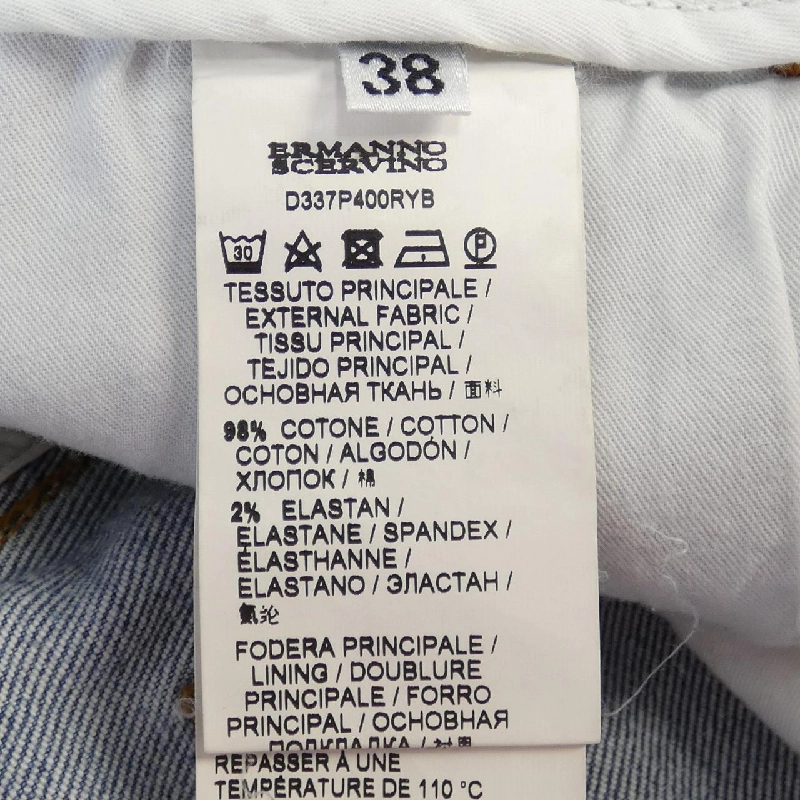 38
ERMANNO
SCERVINO
D337P400RYB
30 P
TESSUTO PRINCIPALE /
EXTERNAL FABRIC /
TISSU PRINCIPAL /
TEJIDO PRINCIPAL /
ОСНОВНАЯ ТКАНЬ / 面料
98% COTONE / COTTON /
COTON / ALGODÓN /
ХЛОПОК / 棉
2% ELASTAN /
ELASTANE / SPANDEX /
ÉLASTHANNE /
ELASTANO / ЭЛАСТАН /
氨纶
FODERA PRINCIPALE /
LINING / DOUBLURE
PRINCIPALE / FORRO
PRINCIPAL / ОСНОВНАЯ
ПОДКЛАДКА /
REPASSER À UNE
TEMPÉRATURE DE 110 °C